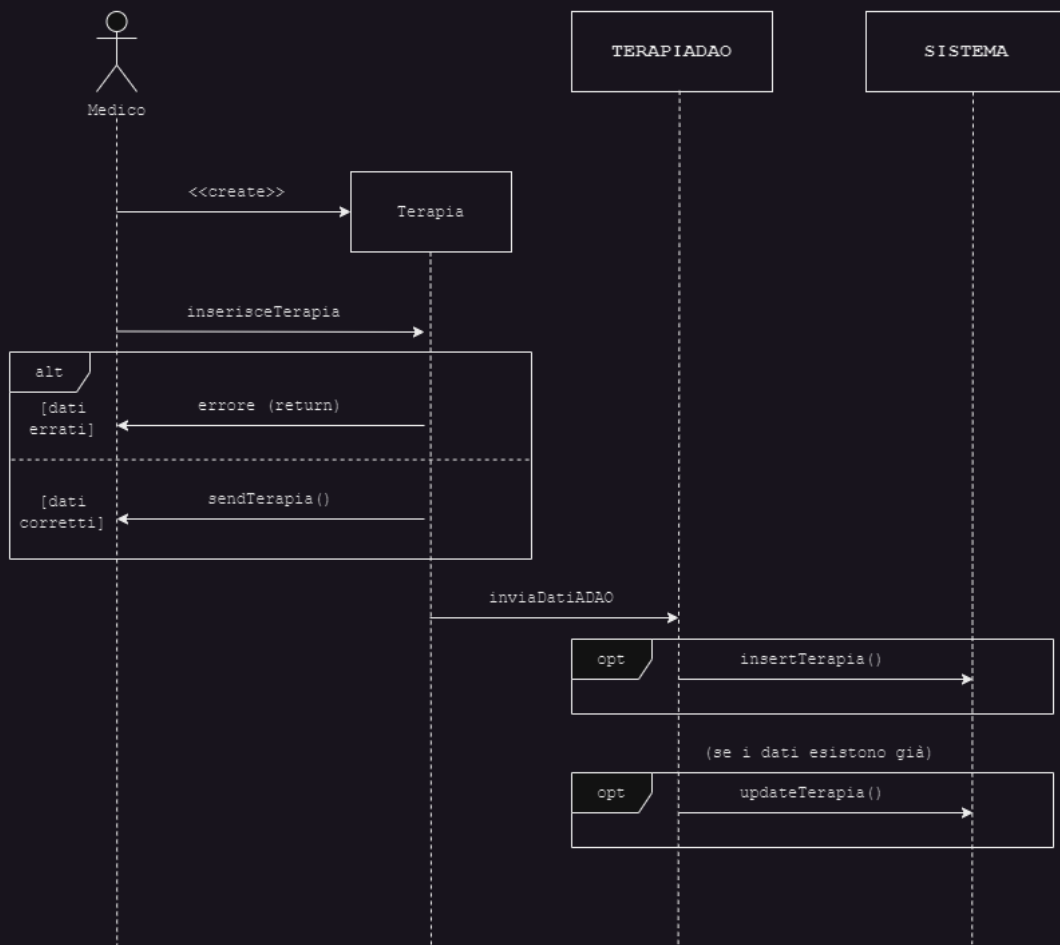 TERAPIADAO
SISTEMA
Medico
<<create>>
Terapia
inserisceTerapia
alt
[dati
errati]
errore (return)
[dati
corretti]
sendTerapia()
inviaDatiADAO
opt
insertTerapia()
(se i dati esistono già)
opt
updateTerapia()